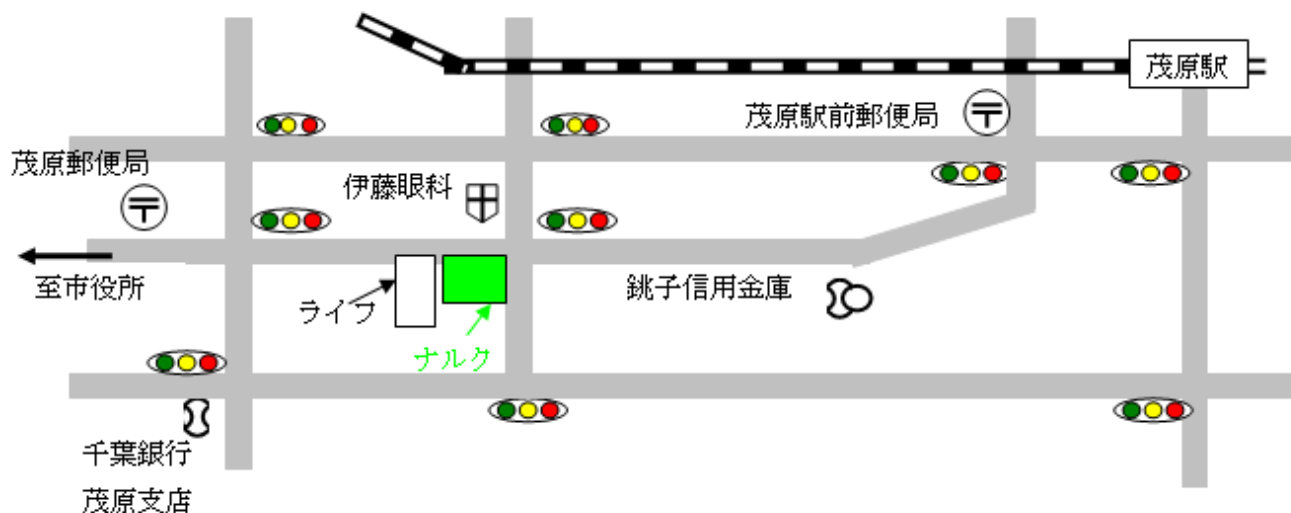 茂原駅
茂原駅前郵便局
茂原郵便局
伊藤眼科
至市役所
ライフ
銚子信用金庫
ナルク
千葉銀行
茂原支店